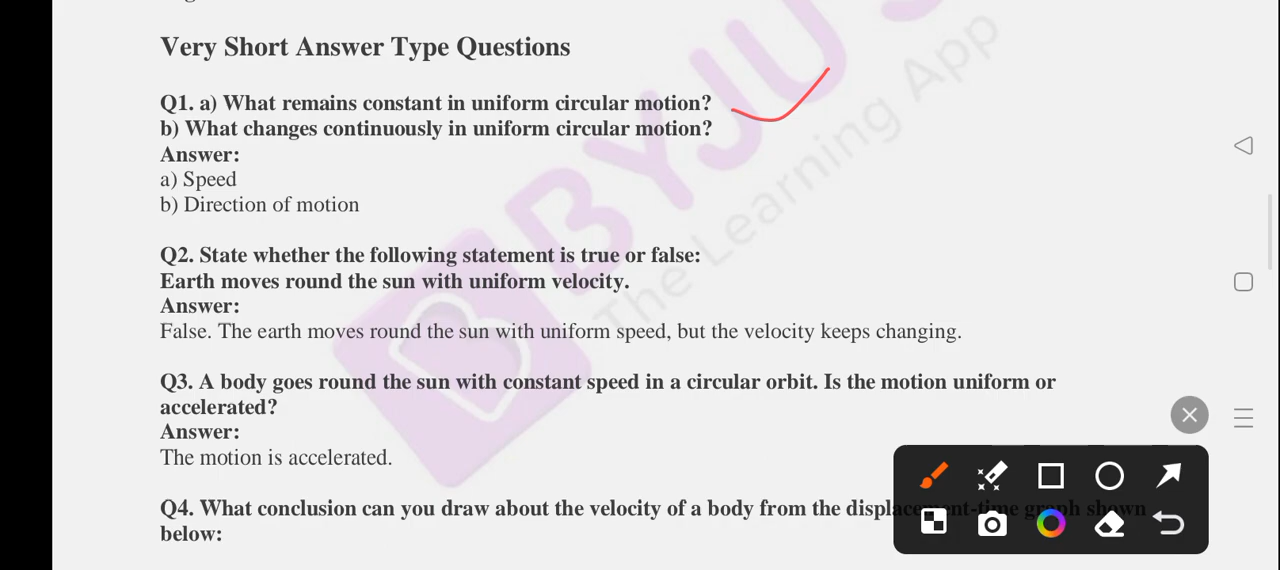 Very Short Answer Type Questions
Q1. a) What remains constant in uniform circular motion?
b) What changes continuously in uniform circular motion?
Answer:
a) Speed
b) Direction of motion
Q2. State whether the following statement is true or false:
Earth moves round the sun with uniform velocity.
Answer:
False. The earth moves round the sun with uniform speed, but the velocity keeps changing.
Q3. A body goes round the sun with constant speed in a circular orbit. Is the motion uniform or
accelerated?
Answer:
The motion is accelerated.
Q4. What conclusion can you draw about the velocity of a body from the displacement-time graph shown
below:
BYJU'S
The Learning App